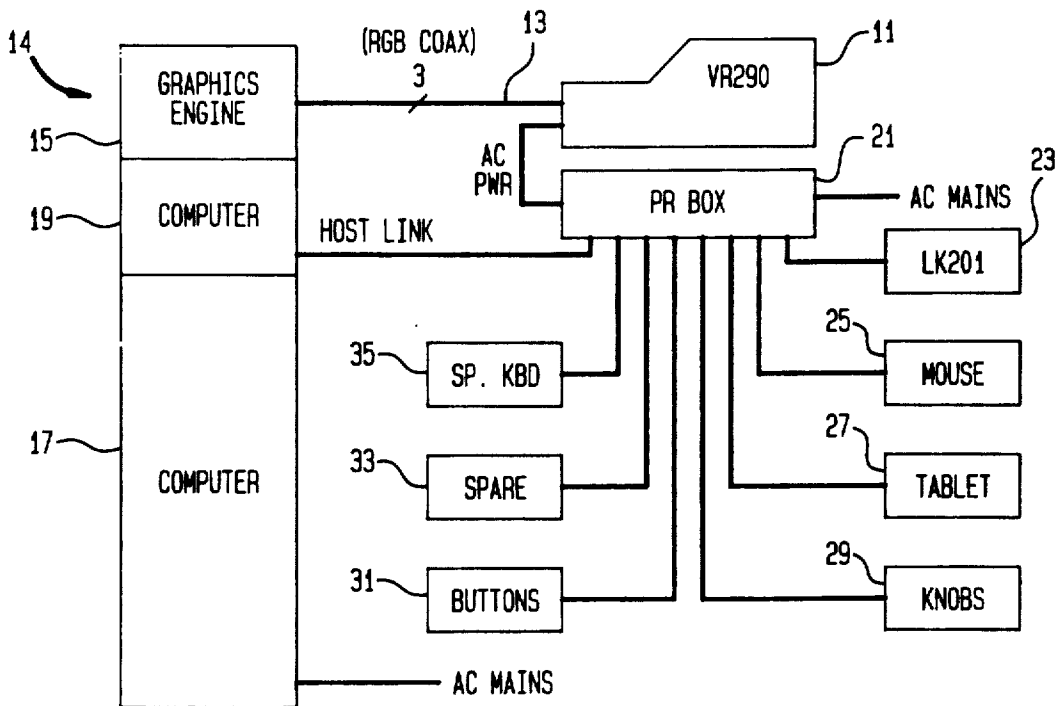 14
(RGB COAX)
3
13
11
GRAPHICS
ENGINE
VR290
15
AC
PWR
21
23
19
COMPUTER
PR BOX
AC MAINS
HOST LINK
LK201
35
SP. KBD
25
MOUSE
17
COMPUTER
33
SPARE
27
TABLET
31
BUTTONS
29
KNOBS
AC MAINS